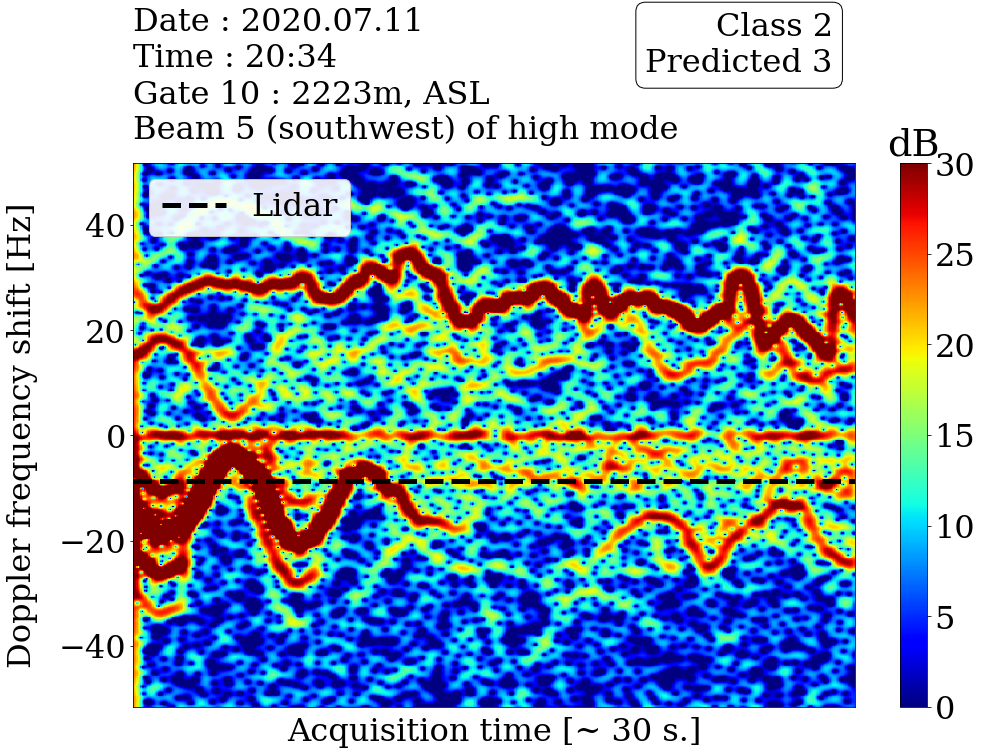 Date : 2020.07.11
Time : 20:34
Gate 10 : 2223m, ASL
Beam 5 (southwest) of high mode
Class 2
Predicted 3
dB
Lidar
Doppler frequency shift [Hz]
40
20
0
−20
−40
30
25
20
15
10
5
0
Acquisition time [~ 30 s.]